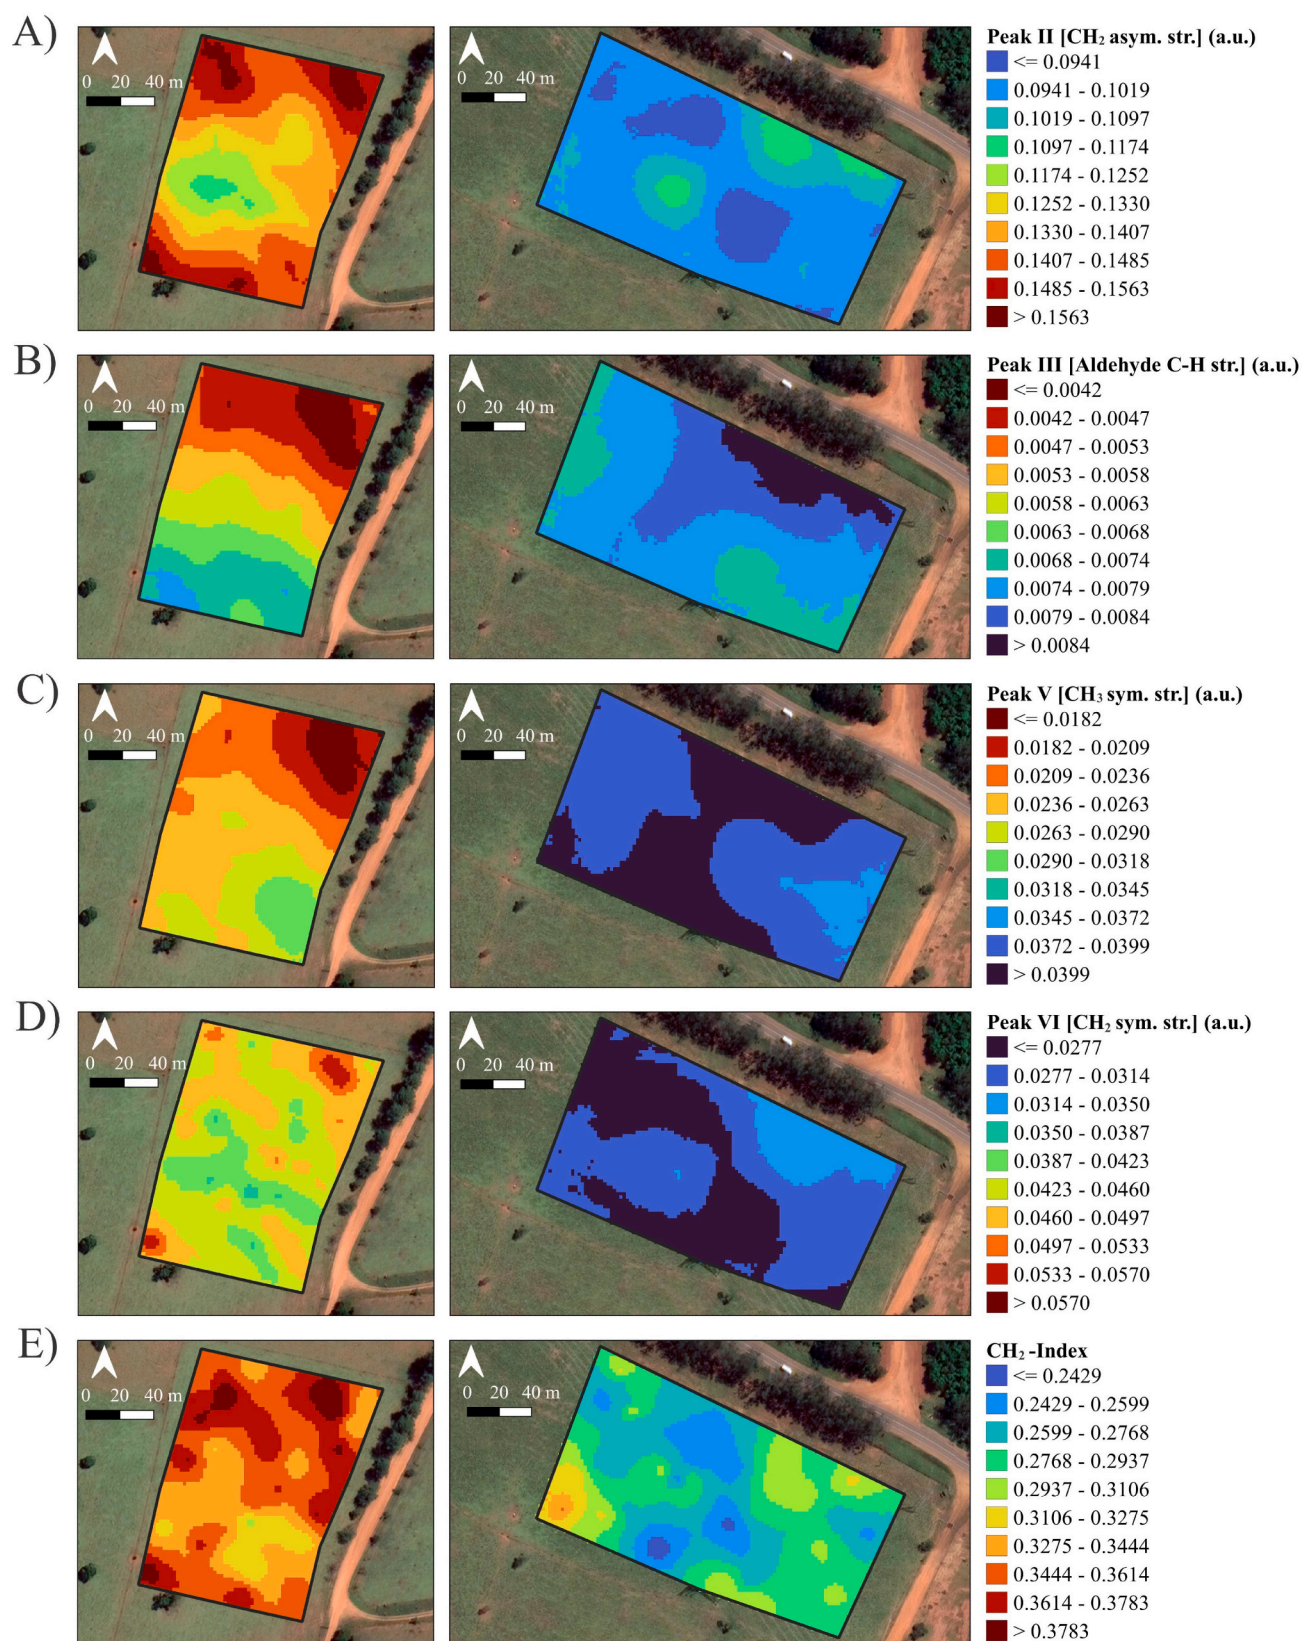 A)
0 20 40 m
0 20 40 m
Peak II [CH₂ asym. str.] (a.u.)
<= 0.0941
0.0941 - 0.1019
0.1019 - 0.1097
0.1097 - 0.1174
0.1174 - 0.1252
0.1252 - 0.1330
0.1330 - 0.1407
0.1407 - 0.1485
0.1485 - 0.1563
> 0.1563
B)
0 20 40 m
0 20 40 m
Peak III [Aldehyde C-H str.] (a.u.)
<= 0.0042
0.0042 - 0.0047
0.0047 - 0.0053
0.0053 - 0.0058
0.0058 - 0.0063
0.0063 - 0.0068
0.0068 - 0.0074
0.0074 - 0.0079
0.0079 - 0.0084
> 0.0084
C)
0 20 40 m
0 20 40 m
Peak V [CH₃ sym. str.] (a.u.)
<= 0.0182
0.0182 - 0.0209
0.0209 - 0.0236
0.0236 - 0.0263
0.0263 - 0.0290
0.0290 - 0.0318
0.0318 - 0.0345
0.0345 - 0.0372
0.0372 - 0.0399
> 0.0399
D)
0 20 40 m
0 20 40 m
Peak VI [CH₂ sym. str.] (a.u.)
<= 0.0277
0.0277 - 0.0314
0.0314 - 0.0350
0.0350 - 0.0387
0.0387 - 0.0423
0.0423 - 0.0460
0.0460 - 0.0497
0.0497 - 0.0533
0.0533 - 0.0570
> 0.0570
E)
0 20 40 m
0 20 40 m
CH₂ -Index
<= 0.2429
0.2429 - 0.2599
0.2599 - 0.2768
0.2768 - 0.2937
0.2937 - 0.3106
0.3106 - 0.3275
0.3275 - 0.3444
0.3444 - 0.3614
0.3614 - 0.3783
> 0.3783